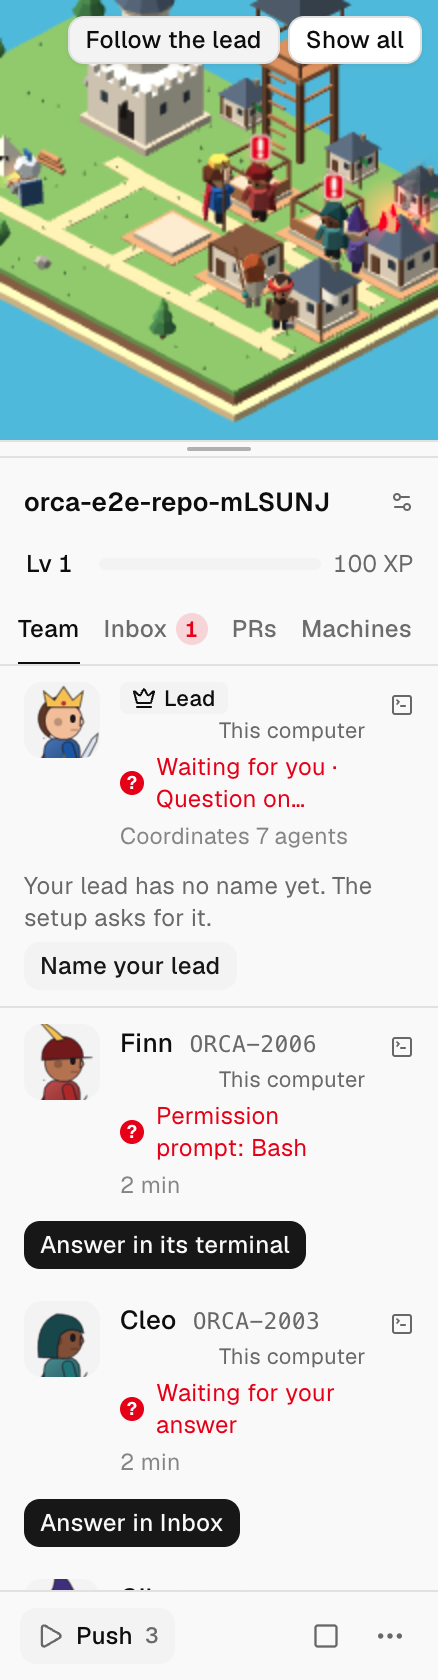 Follow the lead
Show all
orca-e2e-repo-mLSUNJ
Lv 1
100 XP
Team
Inbox 1
PRs
Machines
Lead
This computer
Waiting for you ·
Question on…
Coordinates 7 agents
Your lead has no name yet. The
setup asks for it.
Name your lead
Finn ORCA-2006
This computer
Permission
prompt: Bash
2 min
Answer in its terminal
Cleo ORCA-2003
This computer
Waiting for your
answer
2 min
Answer in Inbox
Push 3